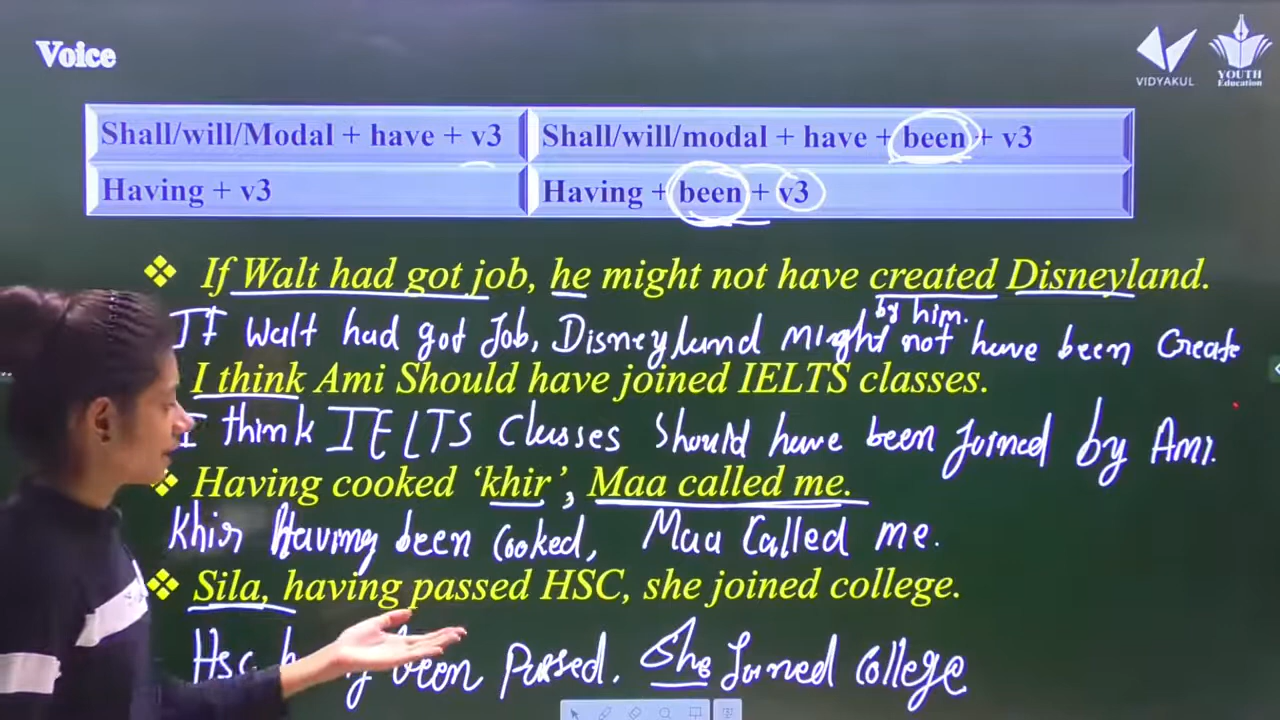 Voice
VIDYAKUL
YOUTH
Education
Shall/will/Modal + have + v3
Shall/will/modal + have + been + v3
Having + v3
Having + been + v3
❖ If Walt had got job, he might not have created Disneyland.
by him.
If Walt had got Job, Disneyland Might not have been Create
I think Ami Should have joined IELTS classes.
I think IELTS Classes Should have been Joined by Ami.
❖ Having cooked ‘khir’, Maa called me.
Khir Having been Cooked, Maa Called me.
❖ Sila, having passed HSC, she joined college.
Hsc been Passed. She Joined College